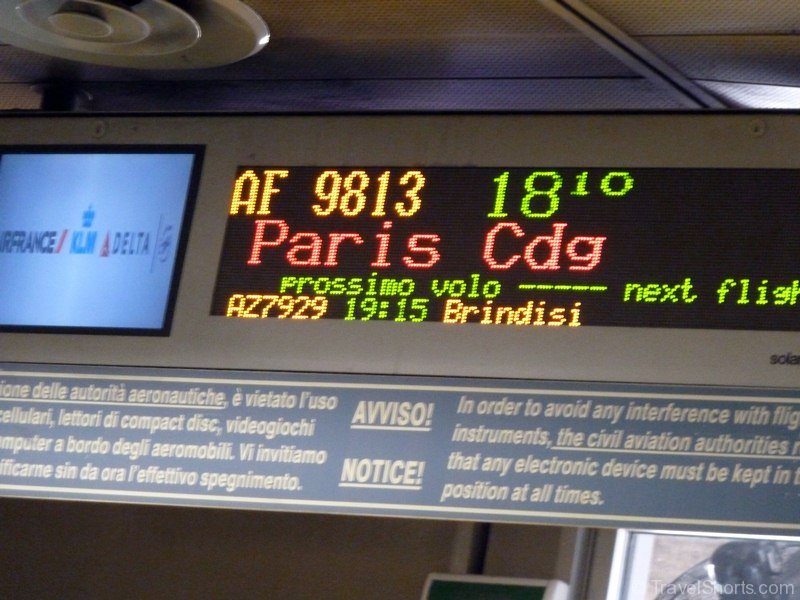 AF 9813 18¹⁰
Paris Cdg
prossimo volo ----- next fligh
AZ7929 19:15 Brindisi
AIRFRANCE KLM DELTA
sola
ione delle autorità aeronautiche, è vietato l'uso
cellulari, lettori di compact disc, videogiochi
omputer a bordo degli aeromobili. Vi invitiamo
ificarne sin da ora l'effettivo spegnimento.
AVVISO!
NOTICE!
In order to avoid any interference with fligh
instruments, the civil aviation authorities r
that any electronic device must be kept in t
position at all times.
© TravelShorts.com